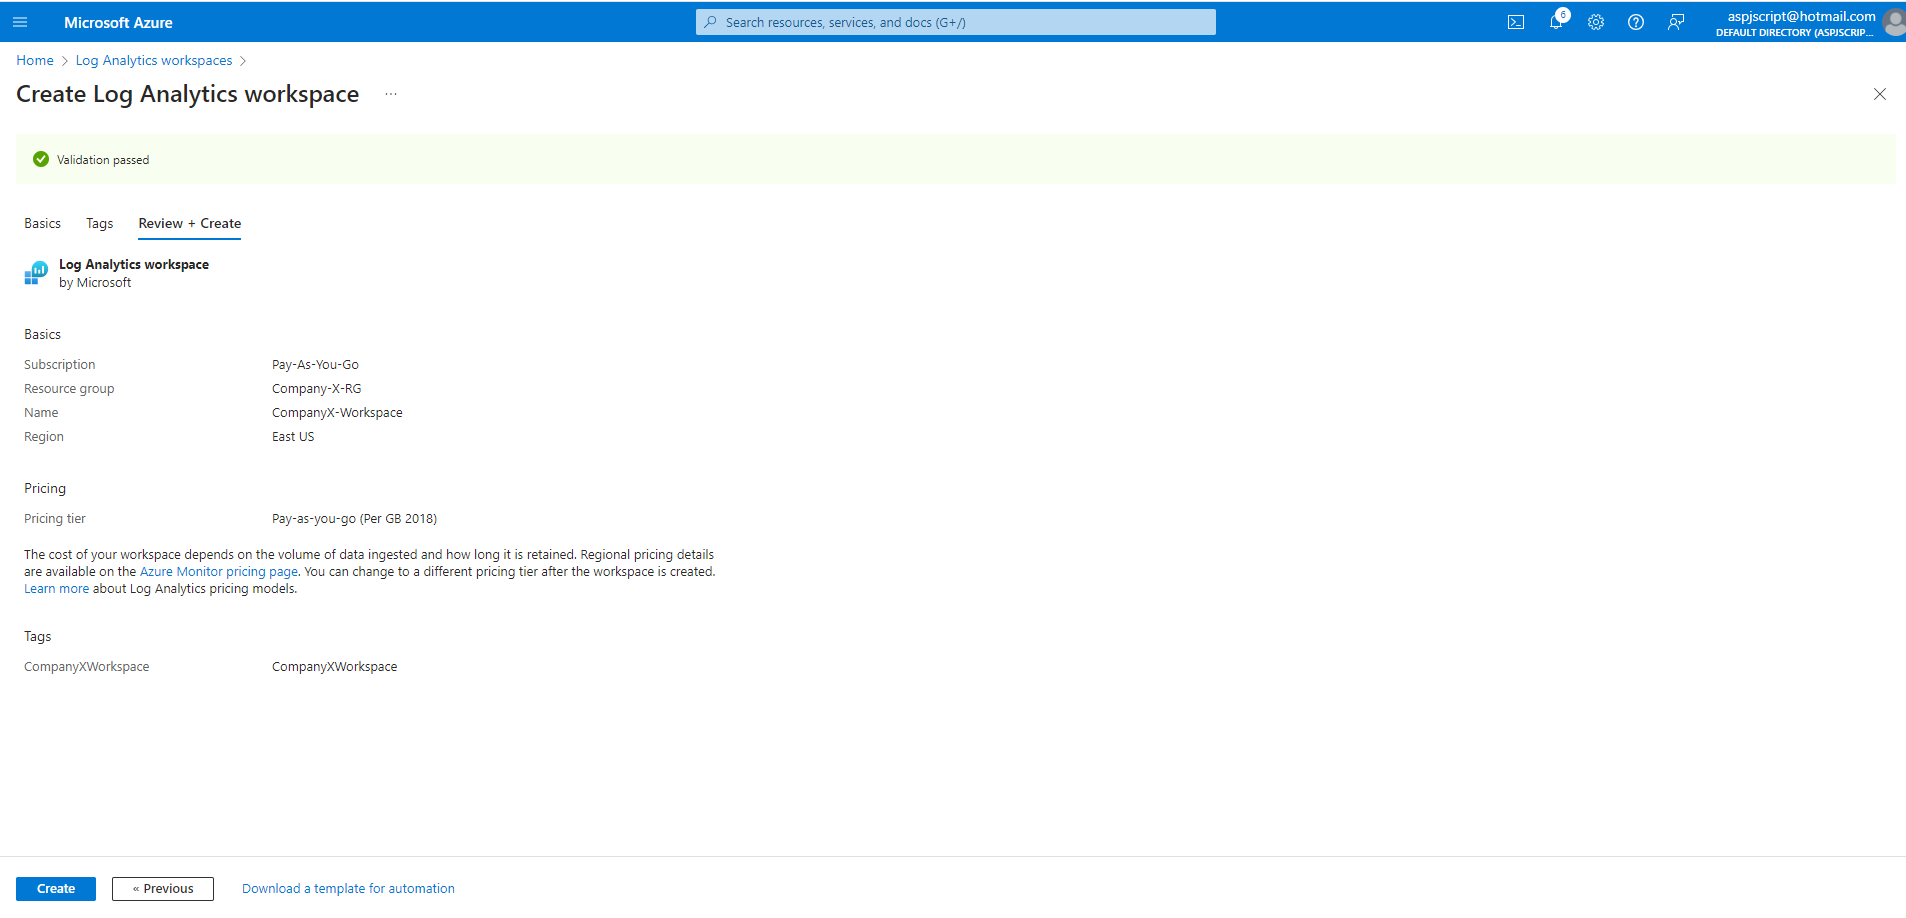 Microsoft Azure
Search resources, services, and docs (G+/)
6
aspjscript@hotmail.com
DEFAULT DIRECTORY (ASPJSCRIP...
Home > Log Analytics workspaces >
Create Log Analytics workspace ...
Validation passed
Basics Tags Review + Create
Log Analytics workspace
by Microsoft
Basics
Subscription Pay-As-You-Go
Resource group Company-X-RG
Name CompanyX-Workspace
Region East US
Pricing
Pricing tier Pay-as-you-go (Per GB 2018)
The cost of your workspace depends on the volume of data ingested and how long it is retained. Regional pricing details
are available on the Azure Monitor pricing page. You can change to a different pricing tier after the workspace is created.
Learn more about Log Analytics pricing models.
Tags
CompanyXWorkspace CompanyXWorkspace
Create « Previous Download a template for automation